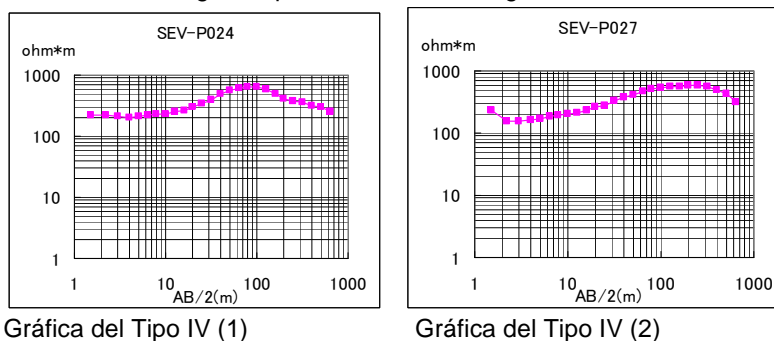 SEV-P024
ohm*m
1000
100
10
1
1 10 100 1000
AB/2(m)
SEV-P027
ohm*m
1000
100
10
1
1 10 100 1000
AB/2(m)
Gráfica del Tipo IV (1)
Gráfica del Tipo IV (2)